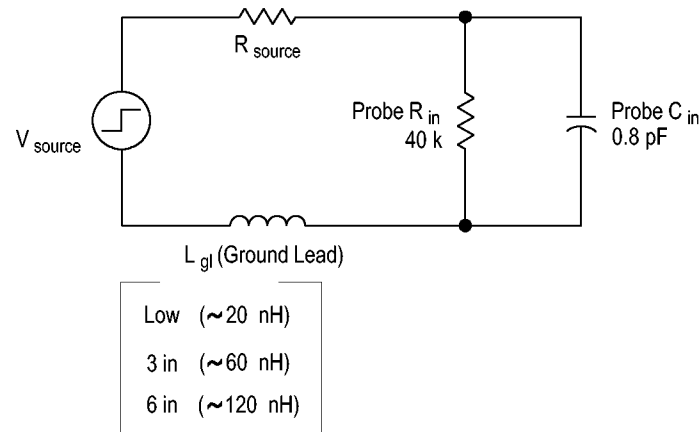 R source
Probe R in
40 k
Probe C in
0.8 pF
V source
L gl (Ground Lead)
Low (~20 nH)
3 in (~60 nH)
6 in (~120 nH)